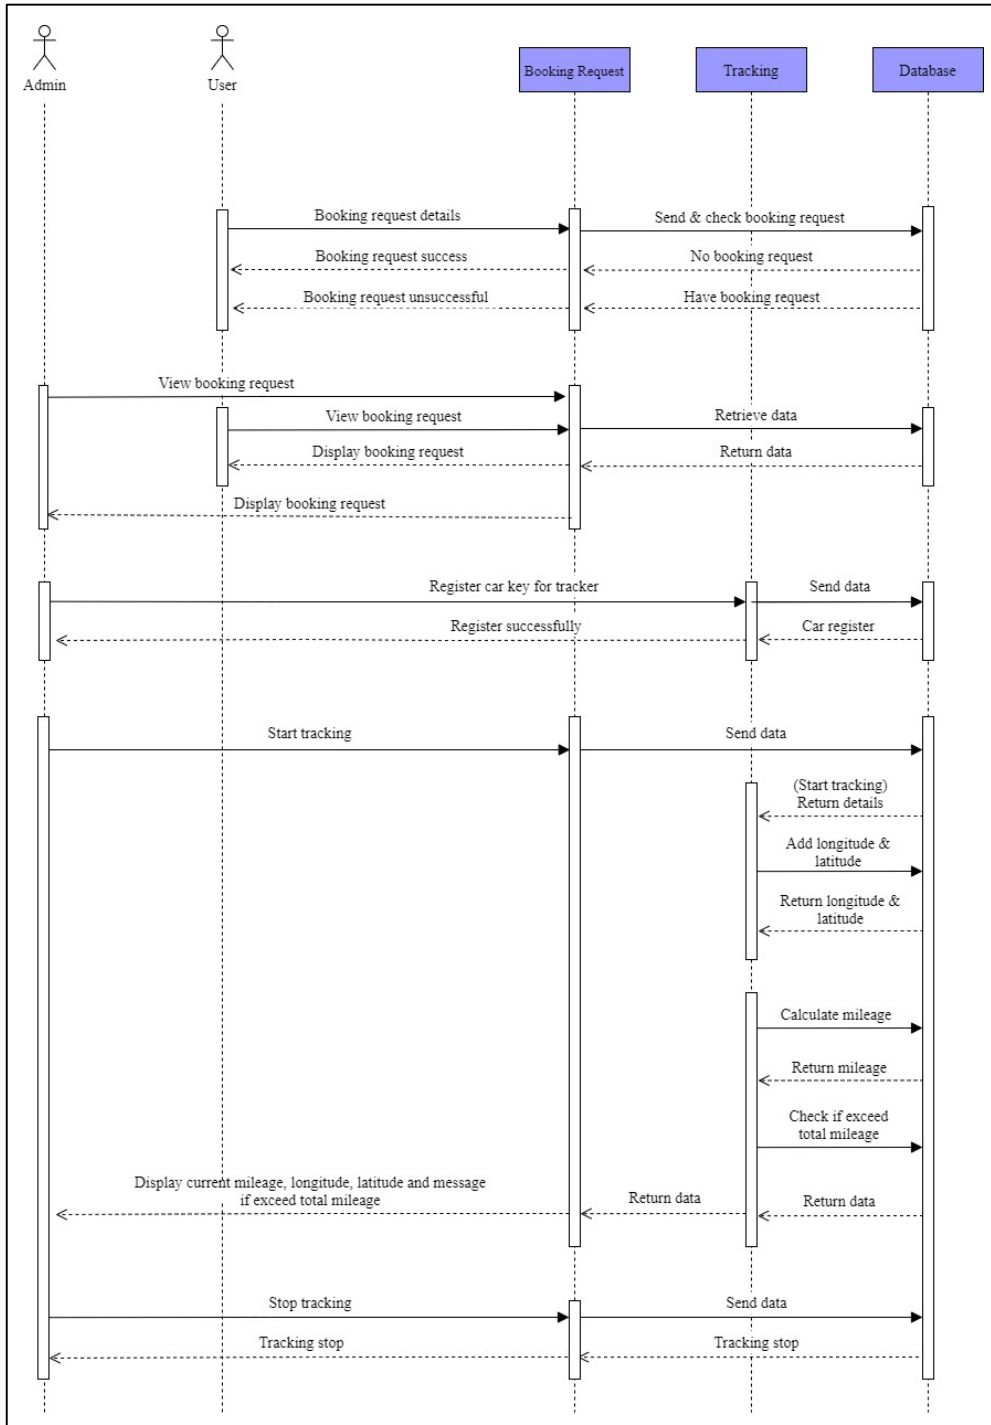 Admin
User
Booking Request
Tracking
Database
Booking request details
Send & check booking request
Booking request success
No booking request
Booking request unsuccessful
Have booking request
View booking request
View booking request
Retrieve data
Display booking request
Return data
Display booking request
Register car key for tracker
Send data
Register successfully
Car register
Start tracking
Send data
(Start tracking)
Return details
Add longitude &
latitude
Return longitude &
latitude
Calculate mileage
Return mileage
Check if exceed
total mileage
Display current mileage, longitude, latitude and message
if exceed total mileage
Return data
Return data
Stop tracking
Send data
Tracking stop
Tracking stop